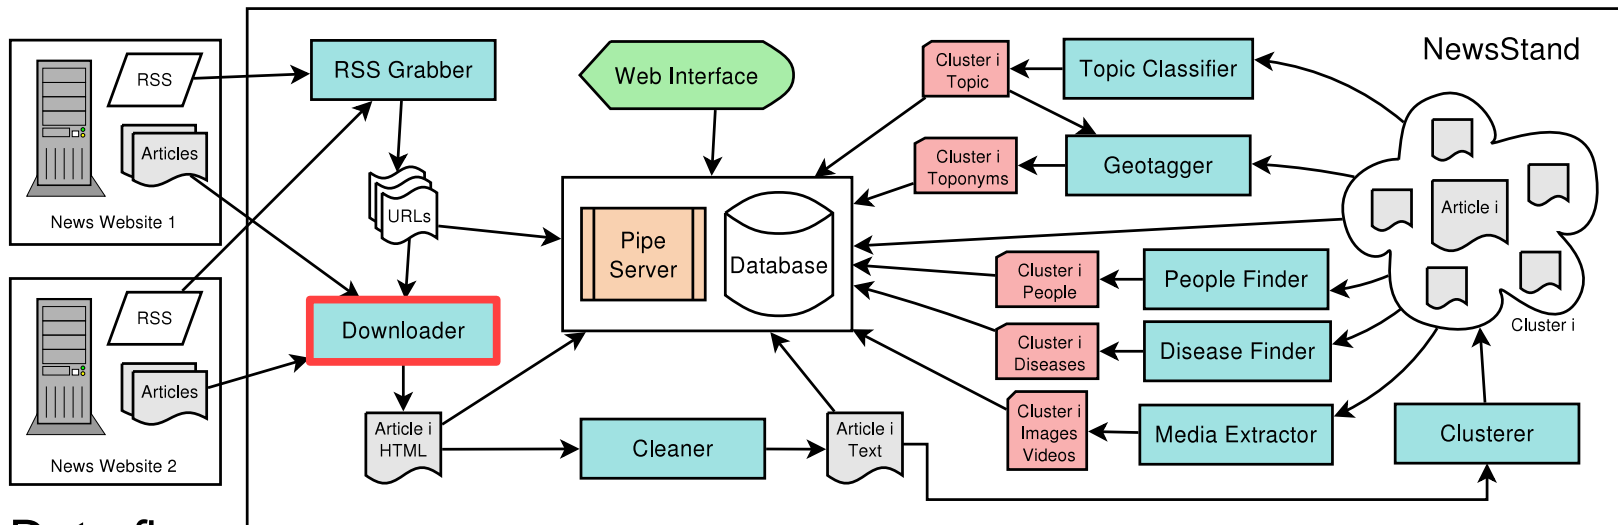 NewsStand
RSS
Articles
News Website 1
RSS
Articles
News Website 2
RSS Grabber
URLs
Downloader
Article i
HTML
Cleaner
Article i
Text
Web Interface
Pipe
Server
Database
Cluster i
Topic
Topic Classifier
Cluster i
Toponyms
Geotagger
Cluster i
People
People Finder
Cluster i
Diseases
Disease Finder
Cluster i
Images
Videos
Media Extractor
Article i
Cluster i
Clusterer